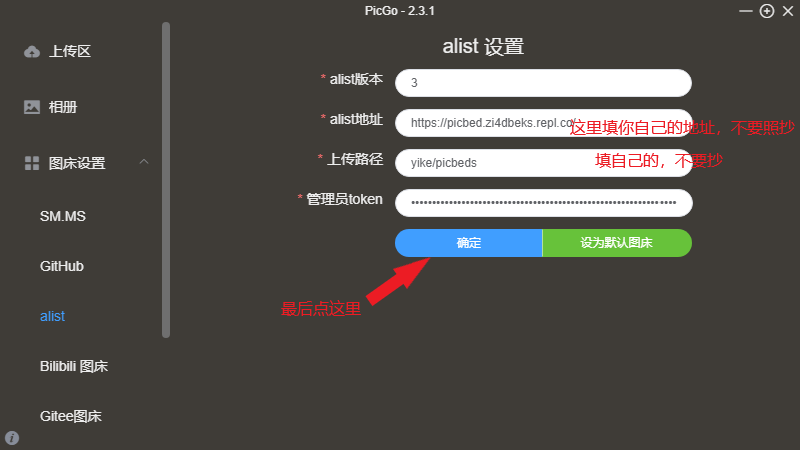 PicGo - 2.3.1
上传区
相册
图床设置
SM.MS
GitHub
alist
Bilibili 图床
Gitee图床
alist 设置
* alist版本
3
* alist地址
https://picbed.zi4dbeks.repl.co/
这里填你自己的地址，不要照抄
* 上传路径
yike/picbeds
填自己的，不要抄
* 管理员token
确定
设为默认图床
最后点这里